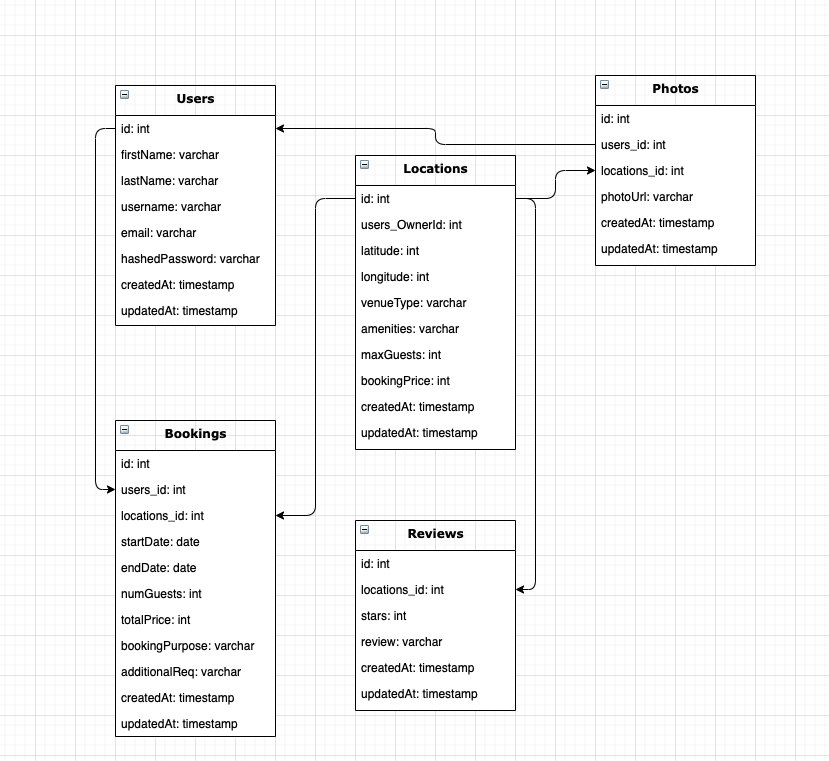 Users
id: int
firstName: varchar
lastName: varchar
username: varchar
email: varchar
hashedPassword: varchar
createdAt: timestamp
updatedAt: timestamp
Locations
id: int
users_OwnerId: int
latitude: int
longitude: int
venueType: varchar
amenities: varchar
maxGuests: int
bookingPrice: int
createdAt: timestamp
updatedAt: timestamp
Photos
id: int
users_id: int
locations_id: int
photoUrl: varchar
createdAt: timestamp
updatedAt: timestamp
Bookings
id: int
users_id: int
locations_id: int
startDate: date
endDate: date
numGuests: int
totalPrice: int
bookingPurpose: varchar
additionalReq: varchar
createdAt: timestamp
updatedAt: timestamp
Reviews
id: int
locations_id: int
stars: int
review: varchar
createdAt: timestamp
updatedAt: timestamp